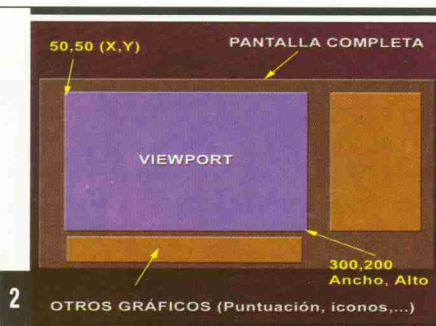 50,50 (X,Y)
PANTALLA COMPLETA
VIEWPORT
300,200
Ancho, Alto
OTROS GRÁFICOS (Puntuación, iconos,...)
2